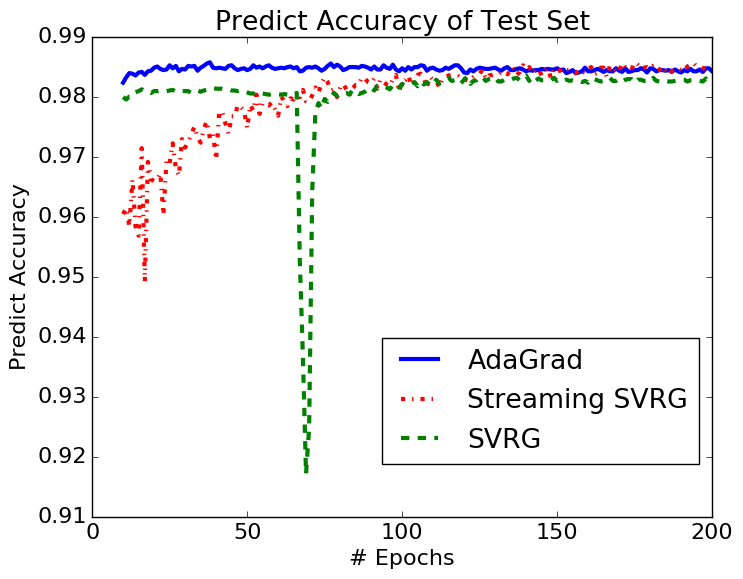 Predict Accuracy of Test Set
0.99
0.98
0.97
0.96
0.95
0.94
0.93
0.92
0.91
Predict Accuracy
AdaGrad
Streaming SVRG
SVRG
0
50
100
150
200
# Epochs